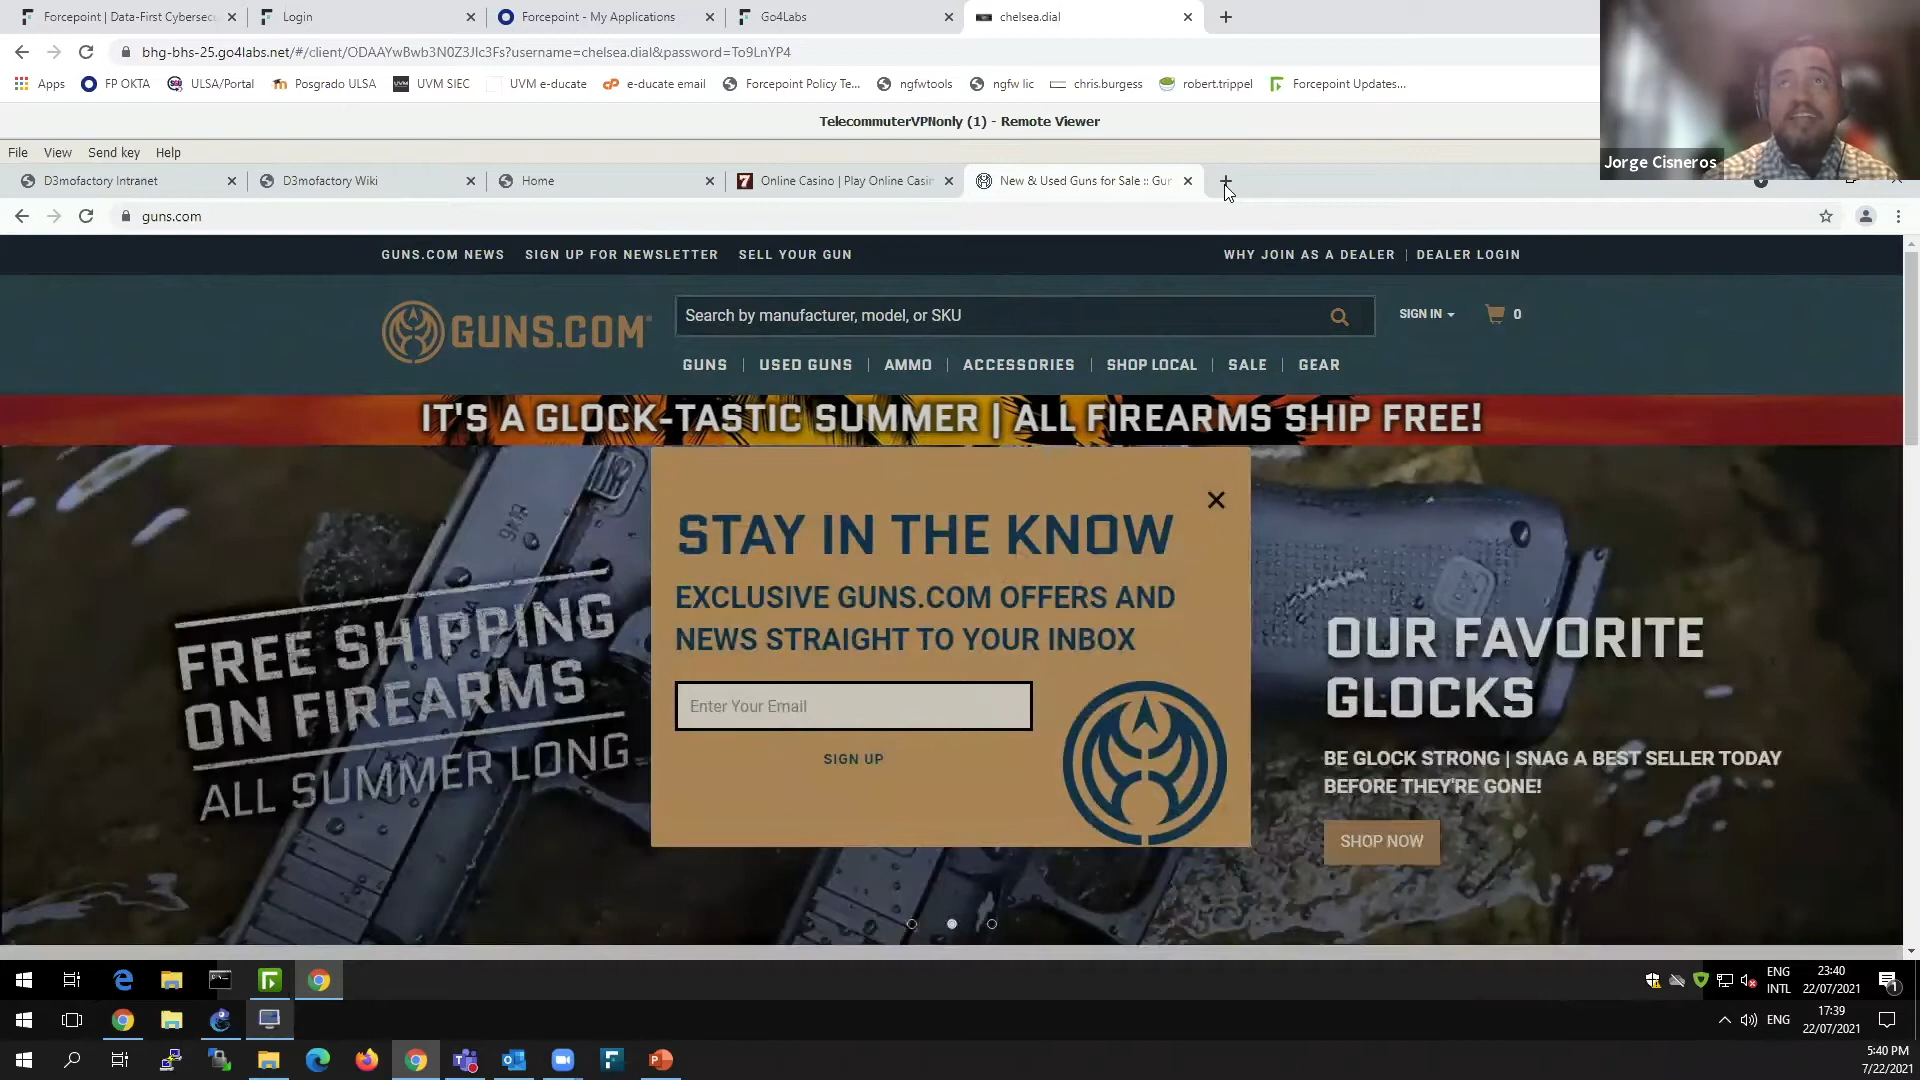 Forcepoint | Data-First Cybersec
Login
Forcepoint - My Applications
Go4Labs
chelsea.dial
bhg-bhs-25.go4labs.net/#/client/ODAAYwBwb3N0Z3Jlc3Fs?username=chelsea.dial&password=To9LnYP4
Apps
FP OKTA
ULSA/Portal
Posgrado ULSA
UVM SIEC
UVM e-ducate
e-ducate email
Forcepoint Policy Te...
ngfwtools
ngfw lic
chris.burgess
robert.trippel
Forcepoint Updates...
TelecommuterVPNonly (1) - Remote Viewer
Jorge Cisneros
File View Send key Help
D3mofactory Intranet
D3mofactory Wiki
Home
7 Online Casino | Play Online Casin
New & Used Guns for Sale :: Gun
guns.com
GUNS.COM NEWS SIGN UP FOR NEWSLETTER SELL YOUR GUN
WHY JOIN AS A DEALER | DEALER LOGIN
GUNS.COM
Search by manufacturer, model, or SKU
SIGN IN
0
GUNS | USED GUNS | AMMO | ACCESSORIES | SHOP LOCAL | SALE | GEAR
IT'S A GLOCK-TASTIC SUMMER | ALL FIREARMS SHIP FREE!
FREE SHIPPING
ON FIREARMS
ALL SUMMER LONG
STAY IN THE KNOW
EXCLUSIVE GUNS.COM OFFERS AND
NEWS STRAIGHT TO YOUR INBOX
Enter Your Email
SIGN UP
OUR FAVORITE
GLOCKS
BE GLOCK STRONG | SNAG A BEST SELLER TODAY
BEFORE THEY'RE GONE!
SHOP NOW
ENG
INTL
23:40
22/07/2021
1
ENG
17:39
22/07/2021
5:40 PM
7/22/2021